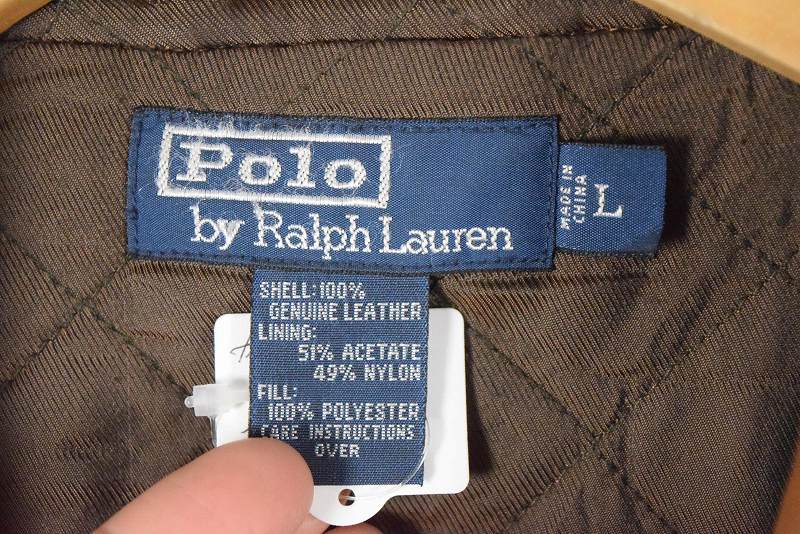 Polo
by Ralph Lauren
MADE IN
CHINA
L
SHELL:100%
GENUINE LEATHER
LINING:
51% ACETATE
49% NYLON
FILL:
100% POLYESTER
CARE INSTRUCTIONS
OVER